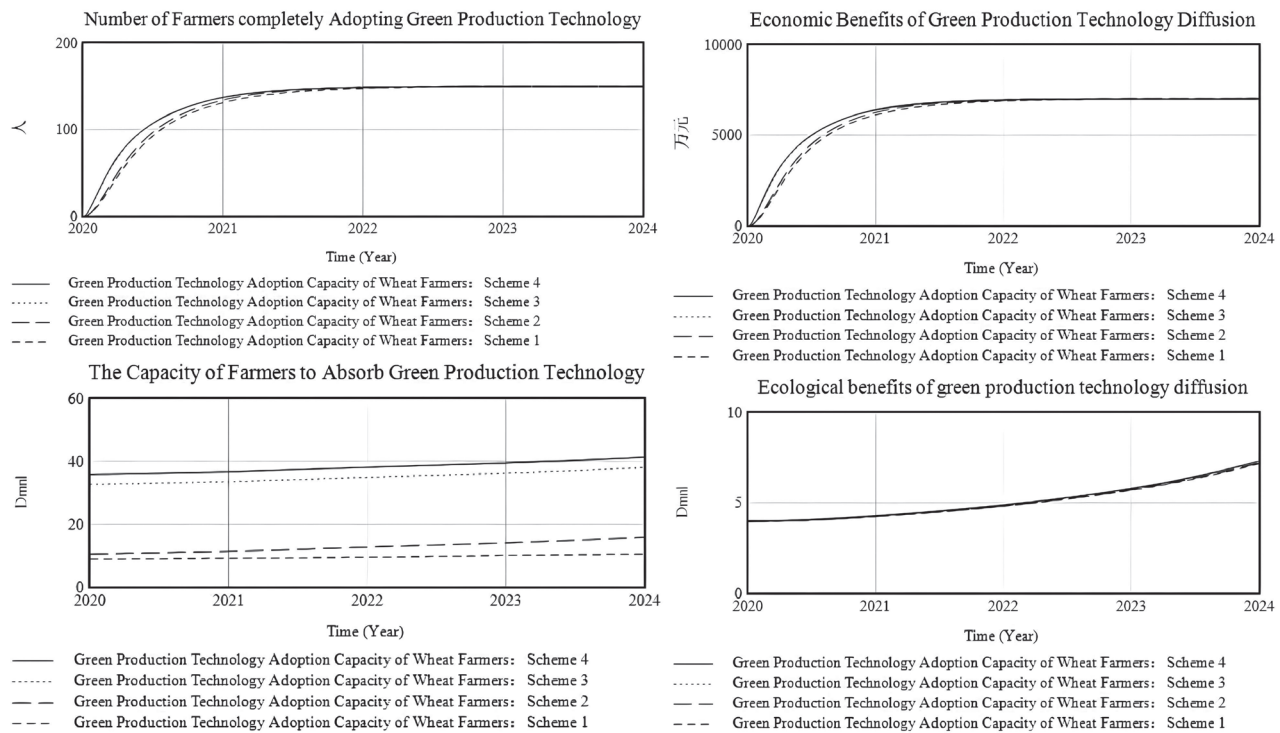 Number of Farmers completely Adopting Green Production Technology
200
100
0
人
2020 2021 2022 2023 2024
Time (Year)
Green Production Technology Adoption Capacity of Wheat Farmers: Scheme 4
Green Production Technology Adoption Capacity of Wheat Farmers: Scheme 3
Green Production Technology Adoption Capacity of Wheat Farmers: Scheme 2
Green Production Technology Adoption Capacity of Wheat Farmers: Scheme 1
Economic Benefits of Green Production Technology Diffusion
10000
5000
0
万元
2020 2021 2022 2023 2024
Time (Year)
Green Production Technology Adoption Capacity of Wheat Farmers: Scheme 4
Green Production Technology Adoption Capacity of Wheat Farmers: Scheme 3
Green Production Technology Adoption Capacity of Wheat Farmers: Scheme 2
Green Production Technology Adoption Capacity of Wheat Farmers: Scheme 1
The Capacity of Farmers to Absorb Green Production Technology
60
40
20
0
Dmnl
2020 2021 2022 2023 2024
Time (Year)
Green Production Technology Adoption Capacity of Wheat Farmers: Scheme 4
Green Production Technology Adoption Capacity of Wheat Farmers: Scheme 3
Green Production Technology Adoption Capacity of Wheat Farmers: Scheme 2
Green Production Technology Adoption Capacity of Wheat Farmers: Scheme 1
Ecological benefits of green production technology diffusion
10
5
0
Dmnl
2020 2021 2022 2023 2024
Time (Year)
Green Production Technology Adoption Capacity of Wheat Farmers: Scheme 4
Green Production Technology Adoption Capacity of Wheat Farmers: Scheme 3
Green Production Technology Adoption Capacity of Wheat Farmers: Scheme 2
Green Production Technology Adoption Capacity of Wheat Farmers: Scheme 1